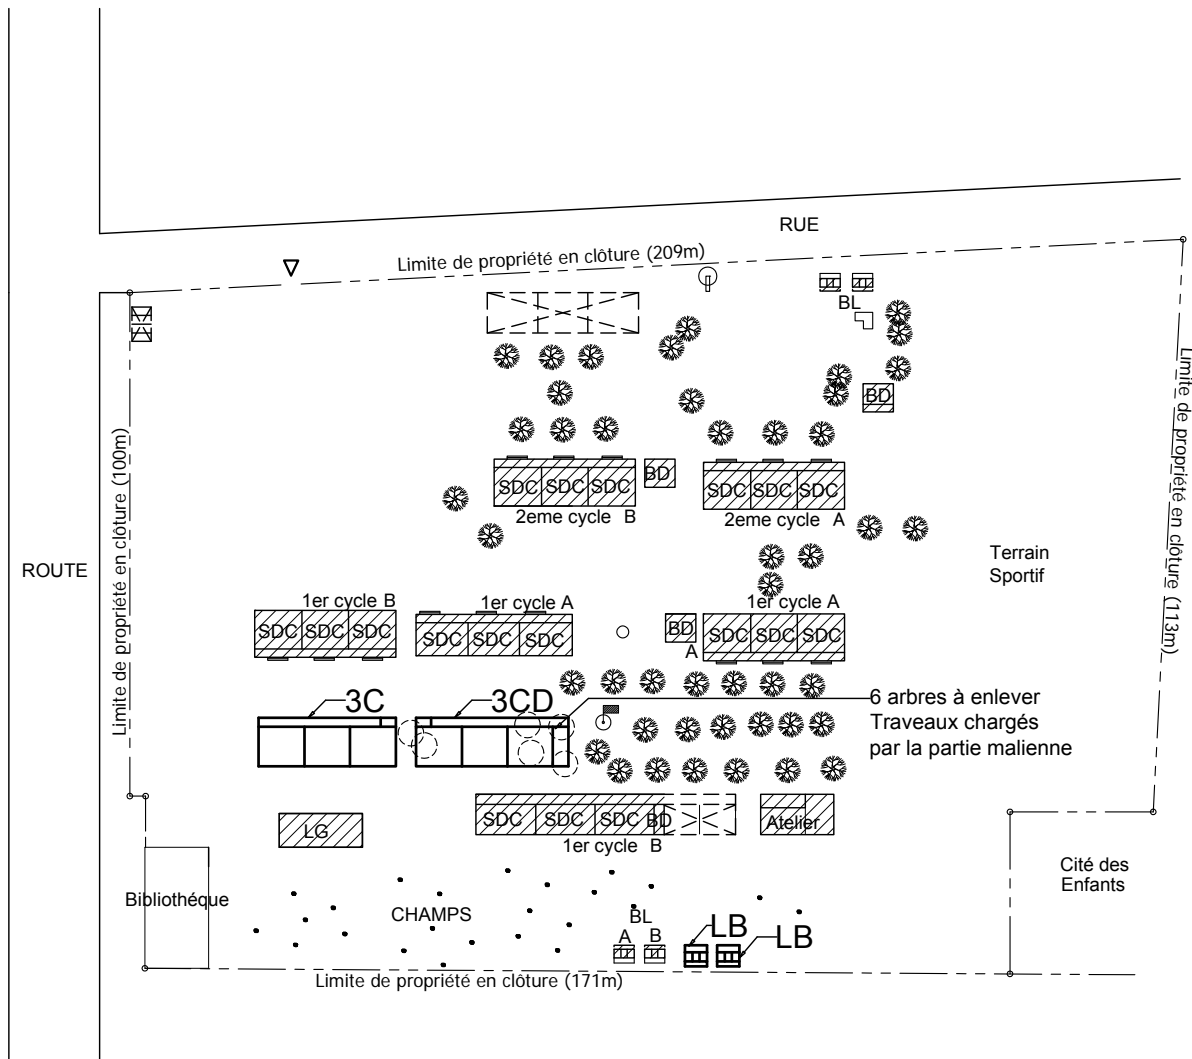 RUE
Limite de propriété en clôture (209m)
BL
BD
Limite de propriété en clôture (100m)
Limite de propriété en clôture (113m)
SDC SDC SDC
BD
SDC SDC SDC
2eme cycle B
2eme cycle A
ROUTE
Terrain
Sportif
1er cycle B
1er cycle A
1er cycle A
SDC SDC SDC
SDC SDC SDC
BD
A
SDC SDC SDC
3C
3CD
6 arbres à enlever
Traveaux chargés
par la partie malienne
LG
SDC SDC SDC BD
Atelier
1er cycle B
Cité des
Enfants
Bibliothéque
CHAMPS
BL
A B
LB
LB
Limite de propriété en clôture (171m)